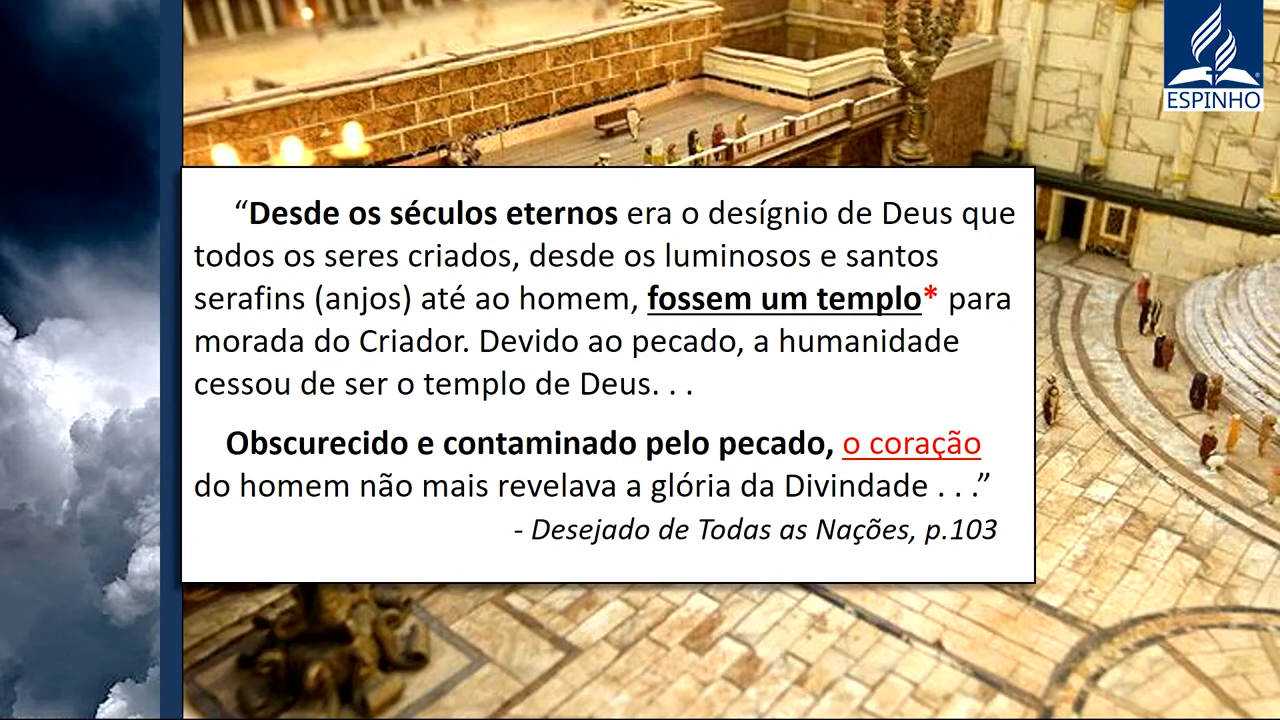 ESPINHO
“Desde os séculos eternos era o desígnio de Deus que
todos os seres criados, desde os luminosos e santos
serafins (anjos) até ao homem, fossem um templo* para
morada do Criador. Devido ao pecado, a humanidade
cessou de ser o templo de Deus. . .
Obscurecido e contaminado pelo pecado, o coração
do homem não mais revelava a glória da Divindade . . .”
- Desejado de Todas as Nações, p.103